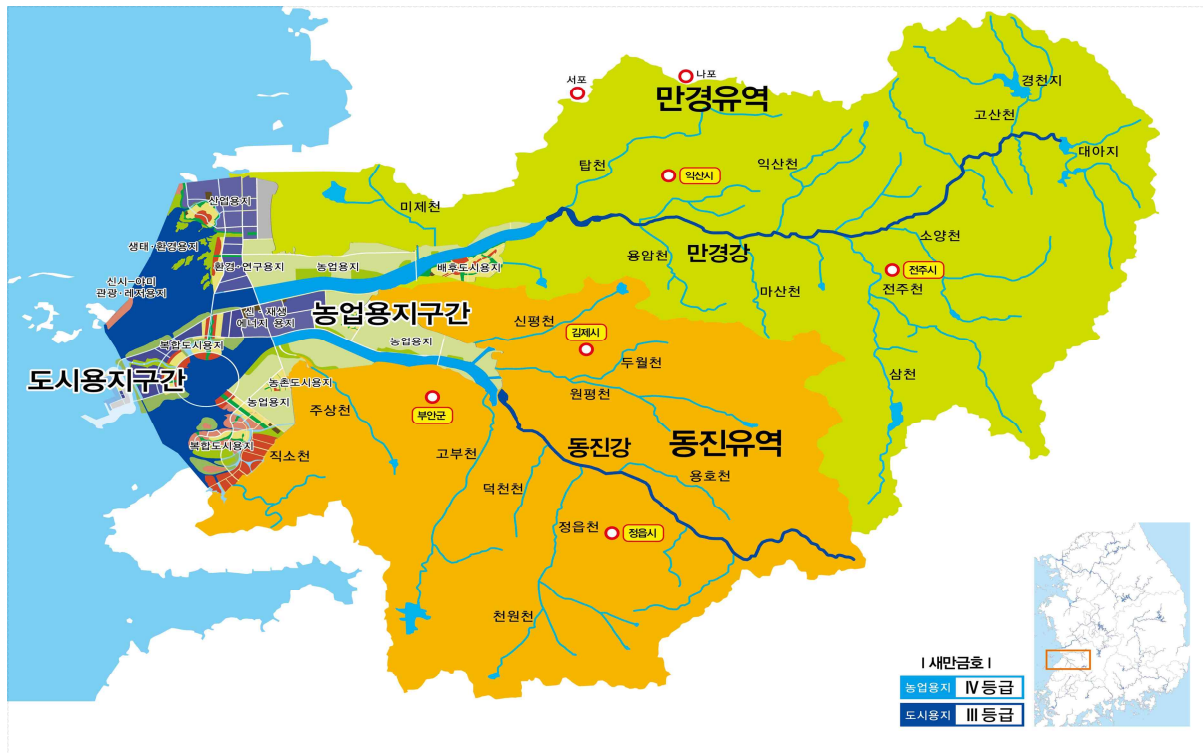 나포
서포
만경유역
경천지
고산천
대아지
탑천
익산시
익산천
미제천
산업용지
생태·환경용지
환경·연구용지
농업용지
배후도시용지
용암천
만경강
마산천
소양천
전주시
전주천
신시-야미
관광·레저용지
신·재생
에너지 용지
농업용지구간
농업용지
신평천
김제시
두월천
원평천
삼천
복합도시용지
도시용지구간
농촌도시용지
농업용지
주상천
부안군
복합도시용지
직소천
고부천
동진강
동진유역
용호천
덕천천
정읍천
정읍시
천원천
| 새만금호 |
농업용지 Ⅳ 등급
도시용지 Ⅲ 등급